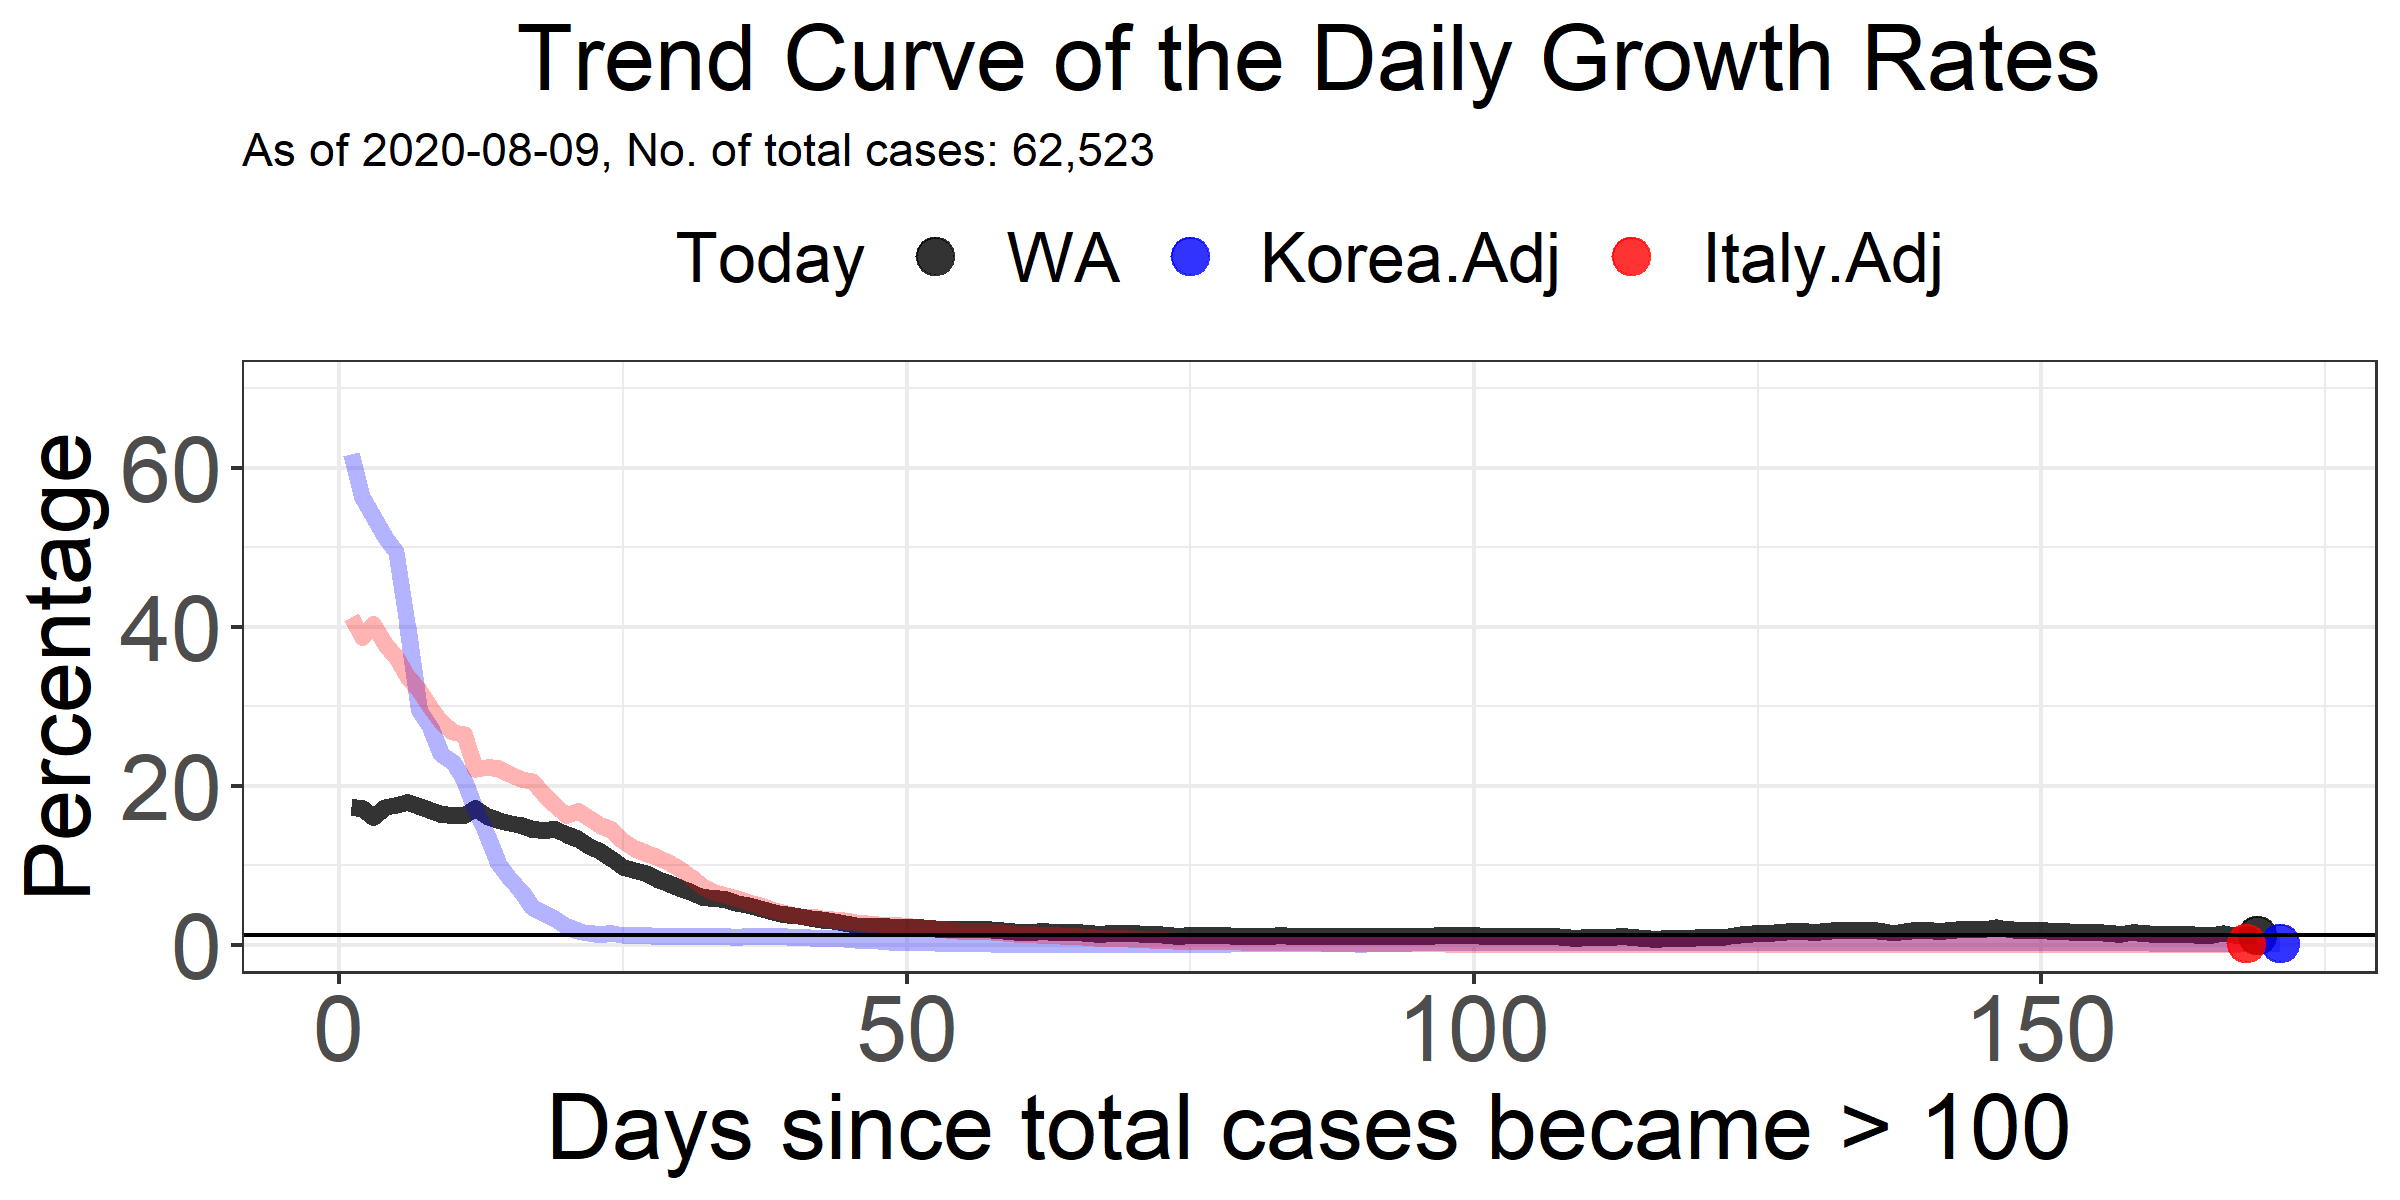 Trend Curve of the Daily Growth Rates
As of 2020-08-09, No. of total cases: 62,523
Today WA Korea.Adj Italy.Adj
Percentage
60
40
20
0
0 50 100 150
Days since total cases became > 100